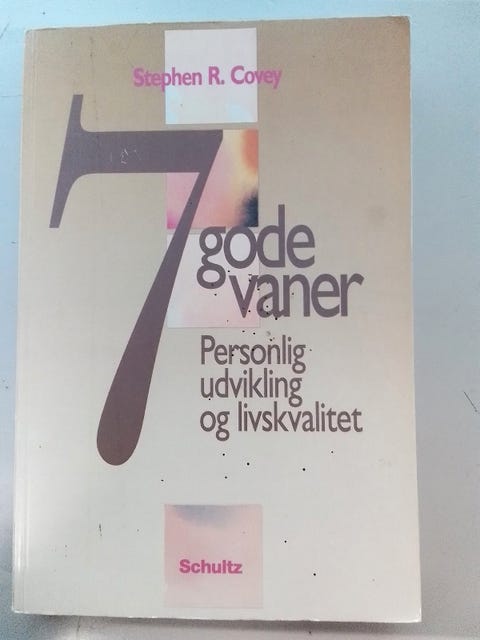 Stephen R. Covey
7 gode
vaner
Personlig
udvikling
og livskvalitet
Schultz